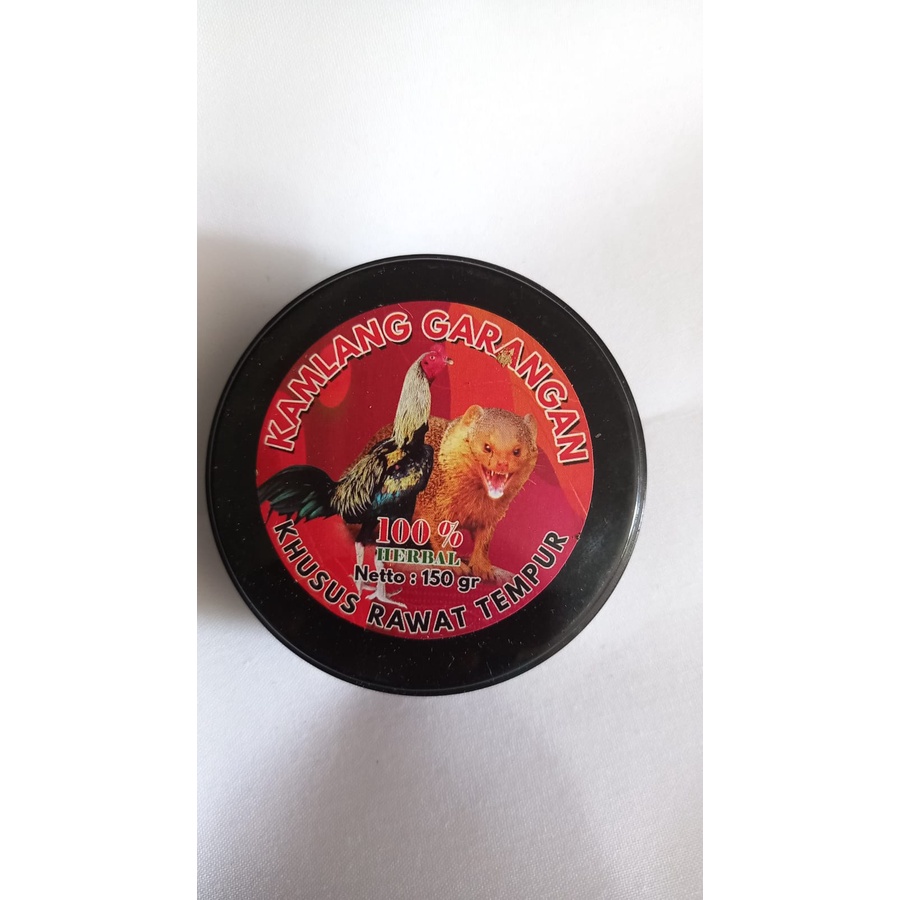 KAMLANG GARANGAN
100 %
HERBAL
Netto : 150 gr
KHUSUS RAWAT TEMPUR